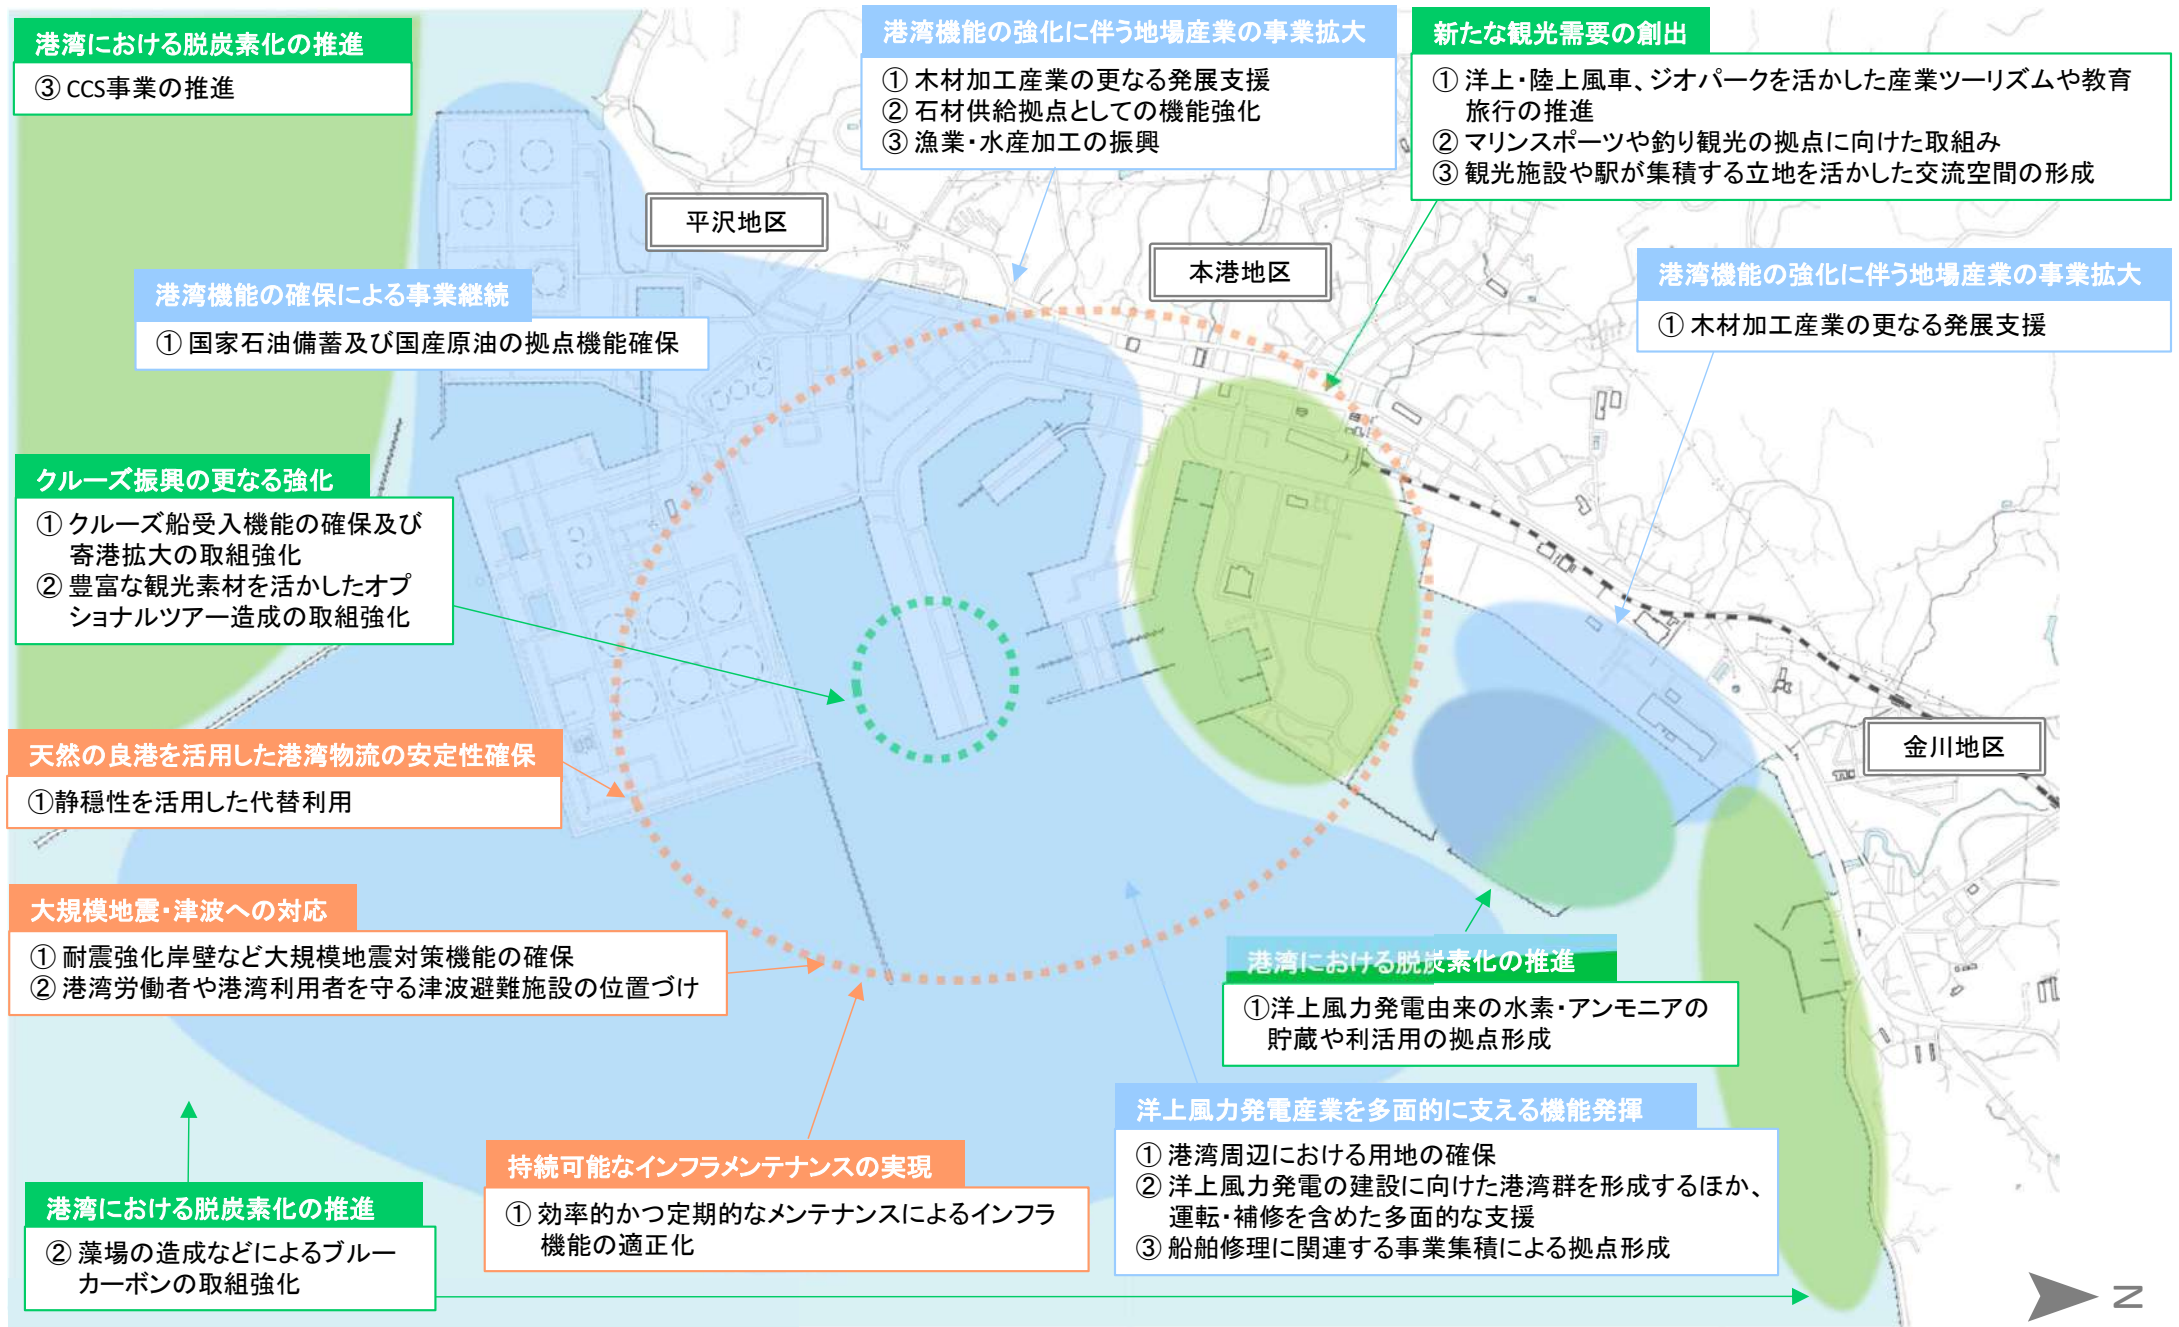 港湾における脱炭素化の推進
③ CCS事業の推進
港湾機能の強化に伴う地場産業の事業拡大
① 木材加工産業の更なる発展支援
② 石材供給拠点としての機能強化
③ 漁業・水産加工の振興
新たな観光需要の創出
① 洋上・陸上風車、ジオパークを活かした産業ツーリズムや教育
旅行の推進
② マリンスポーツや釣り観光の拠点に向けた取組み
③ 観光施設や駅が集積する立地を活かした交流空間の形成
平沢地区
本港地区
港湾機能の確保による事業継続
① 国家石油備蓄及び国産原油の拠点機能確保
港湾機能の強化に伴う地場産業の事業拡大
① 木材加工産業の更なる発展支援
クルーズ振興の更なる強化
① クルーズ船受入機能の確保及び
寄港拡大の取組強化
② 豊富な観光素材を活かしたオプ
ショナルツアー造成の取組強化
金川地区
天然の良港を活用した港湾物流の安定性確保
①静穏性を活用した代替利用
大規模地震・津波への対応
① 耐震強化岸壁など大規模地震対策機能の確保
② 港湾労働者や港湾利用者を守る津波避難施設の位置づけ
港湾における脱炭素化の推進
①洋上風力発電由来の水素・アンモニアの
貯蔵や利活用の拠点形成
洋上風力発電産業を多面的に支える機能発揮
① 港湾周辺における用地の確保
② 洋上風力発電の建設に向けた港湾群を形成するほか、
運転・補修を含めた多面的な支援
③ 船舶修理に関連する事業集積による拠点形成
持続可能なインフラメンテナンスの実現
① 効率的かつ定期的なメンテナンスによるインフラ
機能の適正化
港湾における脱炭素化の推進
② 藻場の造成などによるブルー
カーボンの取組強化
N